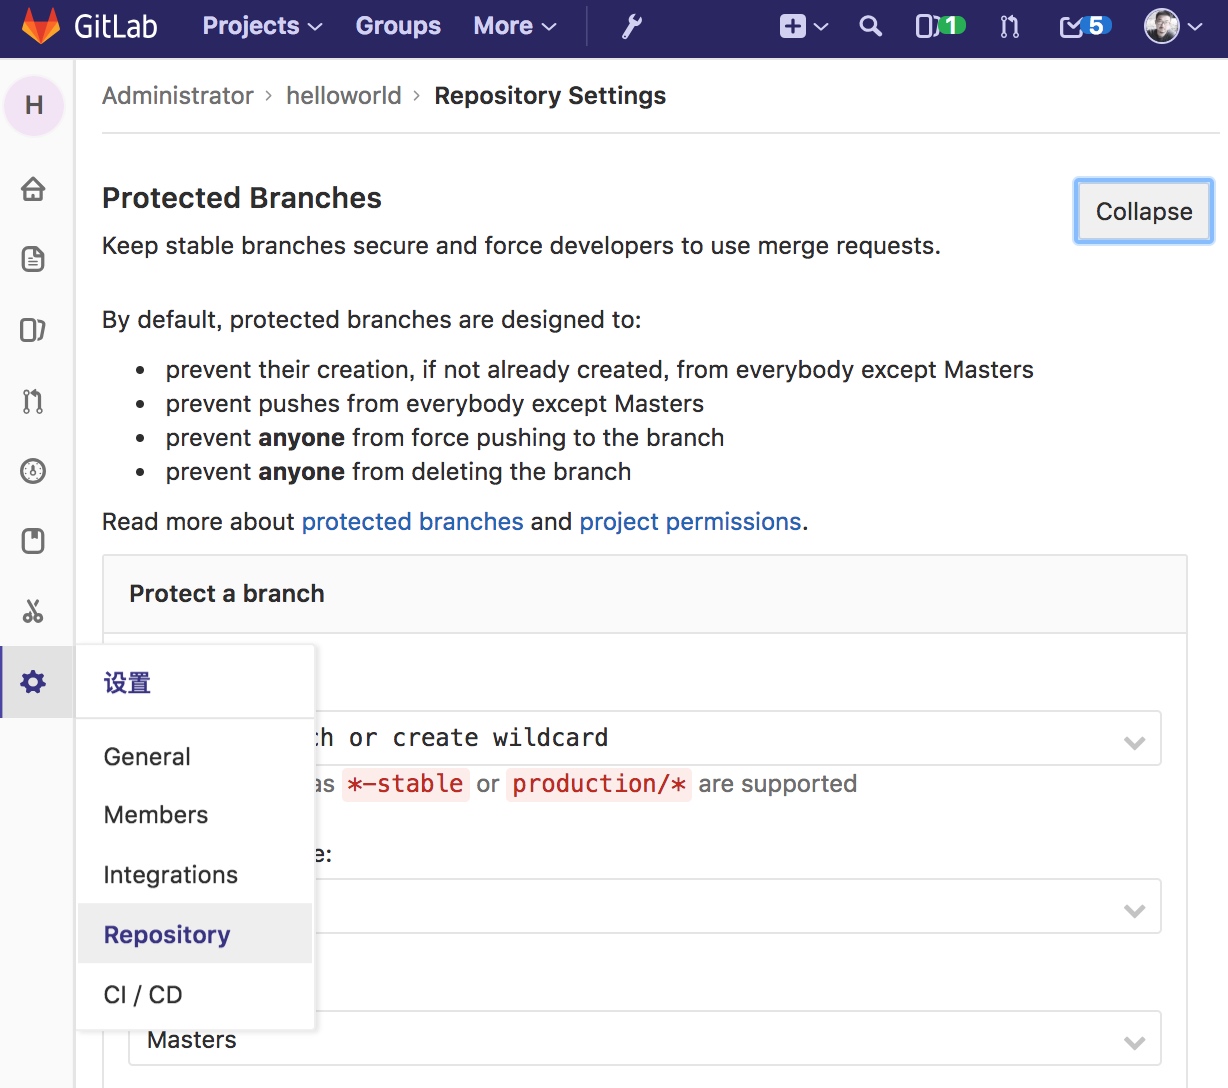 GitLab Projects Groups More 1 5
H
Administrator › helloworld › Repository Settings
Protected Branches
Collapse
Keep stable branches secure and force developers to use merge requests.
By default, protected branches are designed to:
• prevent their creation, if not already created, from everybody except Masters
• prevent pushes from everybody except Masters
• prevent anyone from force pushing to the branch
• prevent anyone from deleting the branch
Read more about protected branches and project permissions.
Protect a branch
设置
or create wildcard
General
as *-stable or production/* are supported
Members
Integrations
Repository
CI / CD
Masters